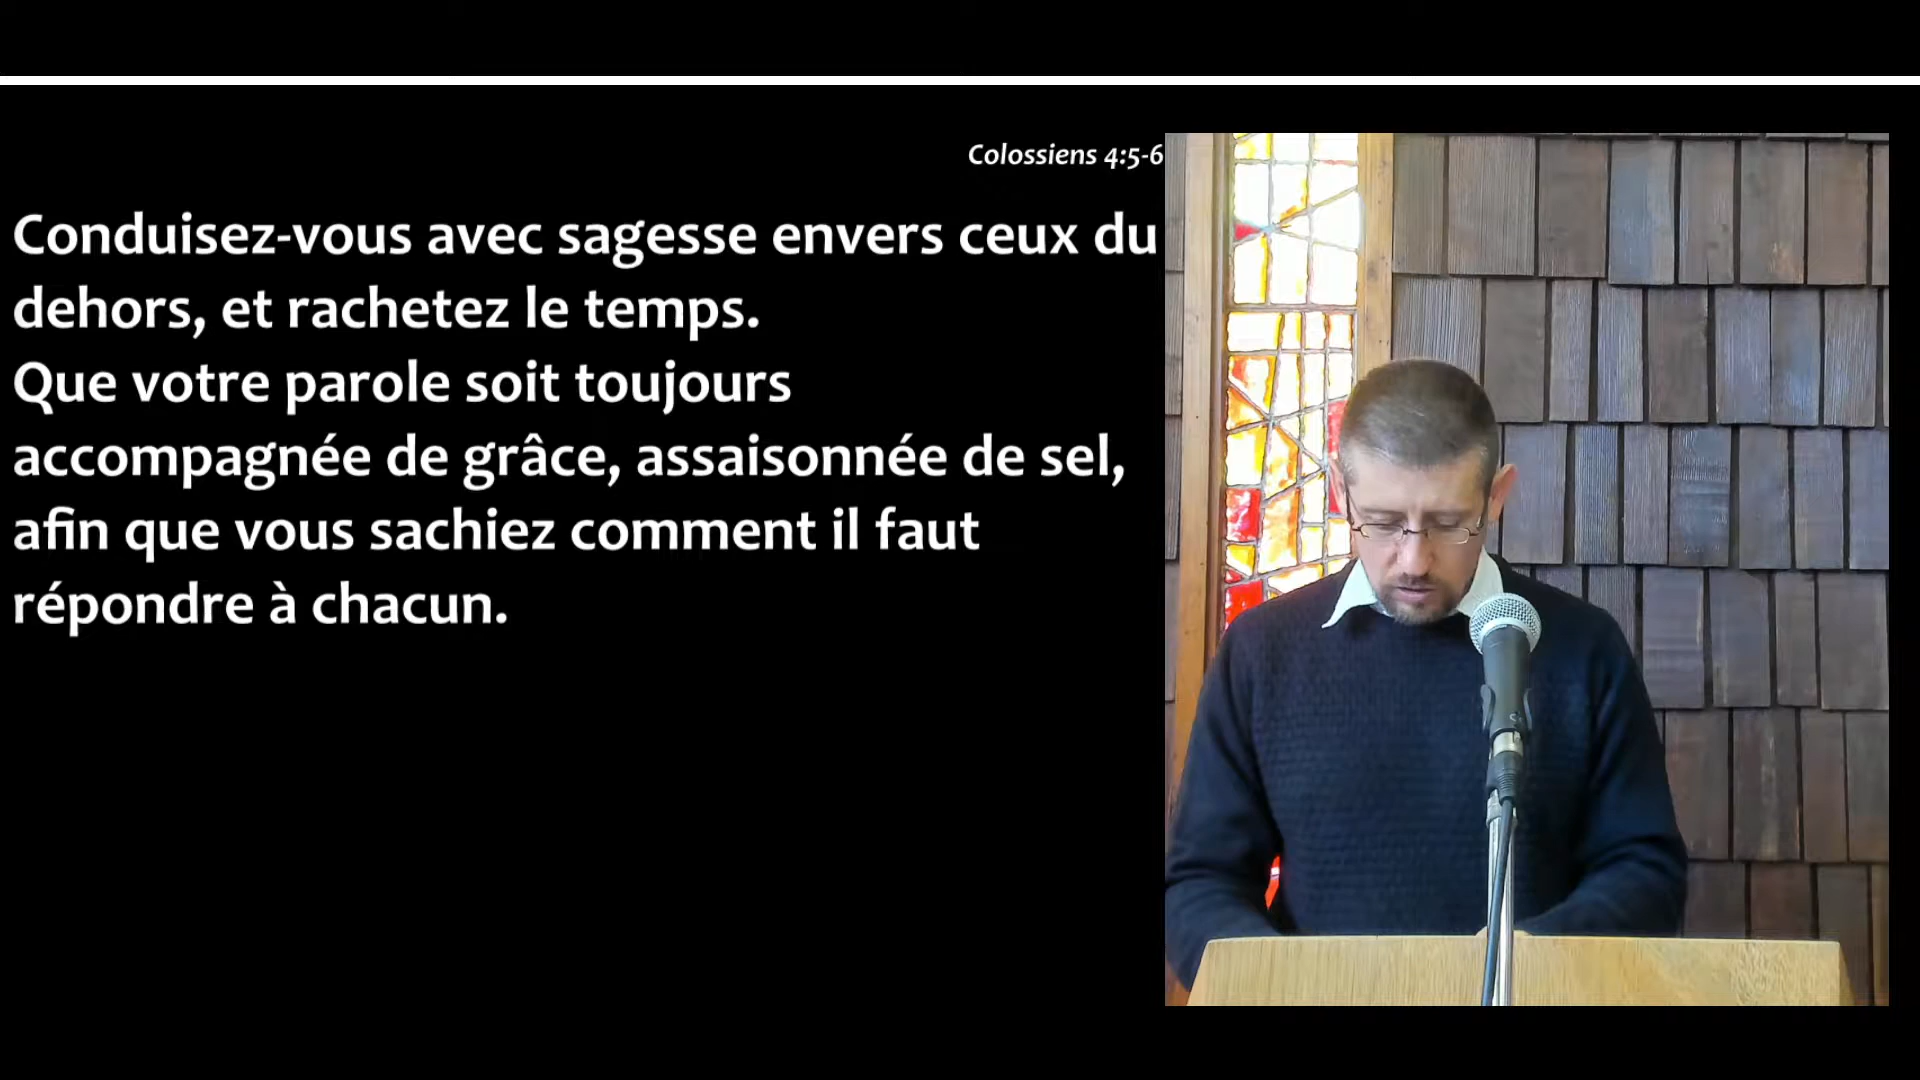 Colossiens 4:5-6
Conduisez-vous avec sagesse envers ceux du
dehors, et rachetez le temps.
Que votre parole soit toujours
accompagnée de grâce, assaisonnée de sel,
afin que vous sachiez comment il faut
répondre à chacun.